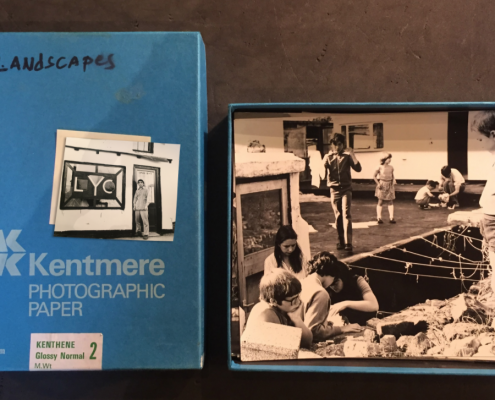 LANDSCAPES
LYC
Kentmere
PHOTOGRAPHIC
PAPER
KENTHENE
Glossy Normal 2
M.Wt.